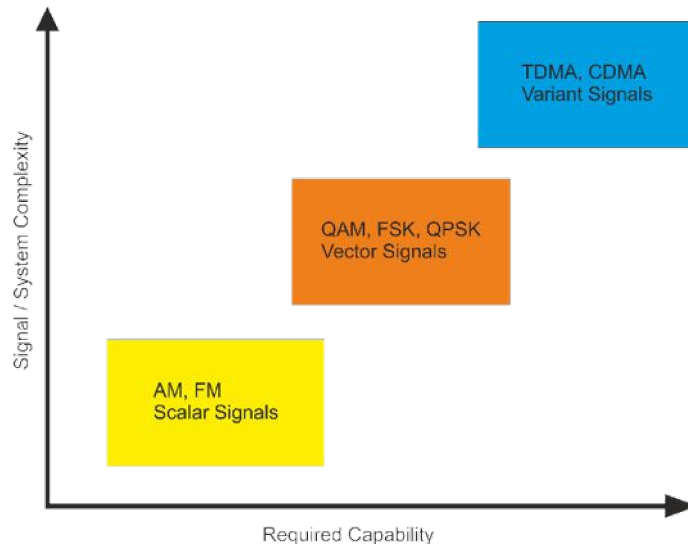 TDMA, CDMA
Variant Signals
QAM, FSK, QPSK
Vector Signals
AM, FM
Scalar Signals
Signal / System Complexity
Required Capability